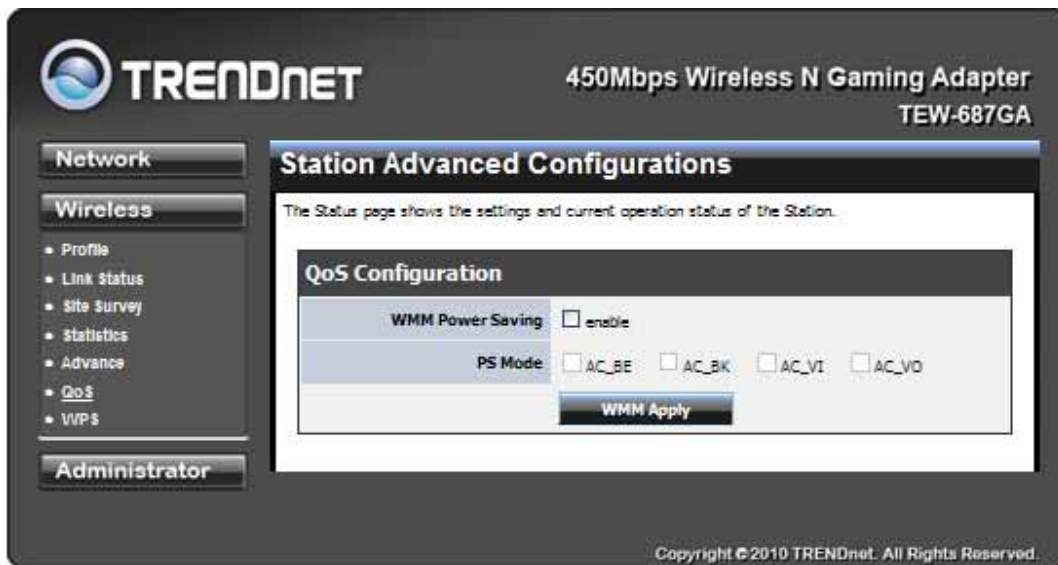 TRENDnet
450Mbps Wireless N Gaming Adapter
TEW-687GA
Network
Wireless
Profile
Link Status
Site Survey
Statistics
Advance
QoS
WPS
Administrator
Station Advanced Configurations
The Status page shows the settings and current operation status of the Station.
QoS Configuration
WMM Power Saving enable
PS Mode AC_BE AC_BK AC_VI AC_VO
WMM Apply
Copyright © 2010 TRENDnet. All Rights Reserved.